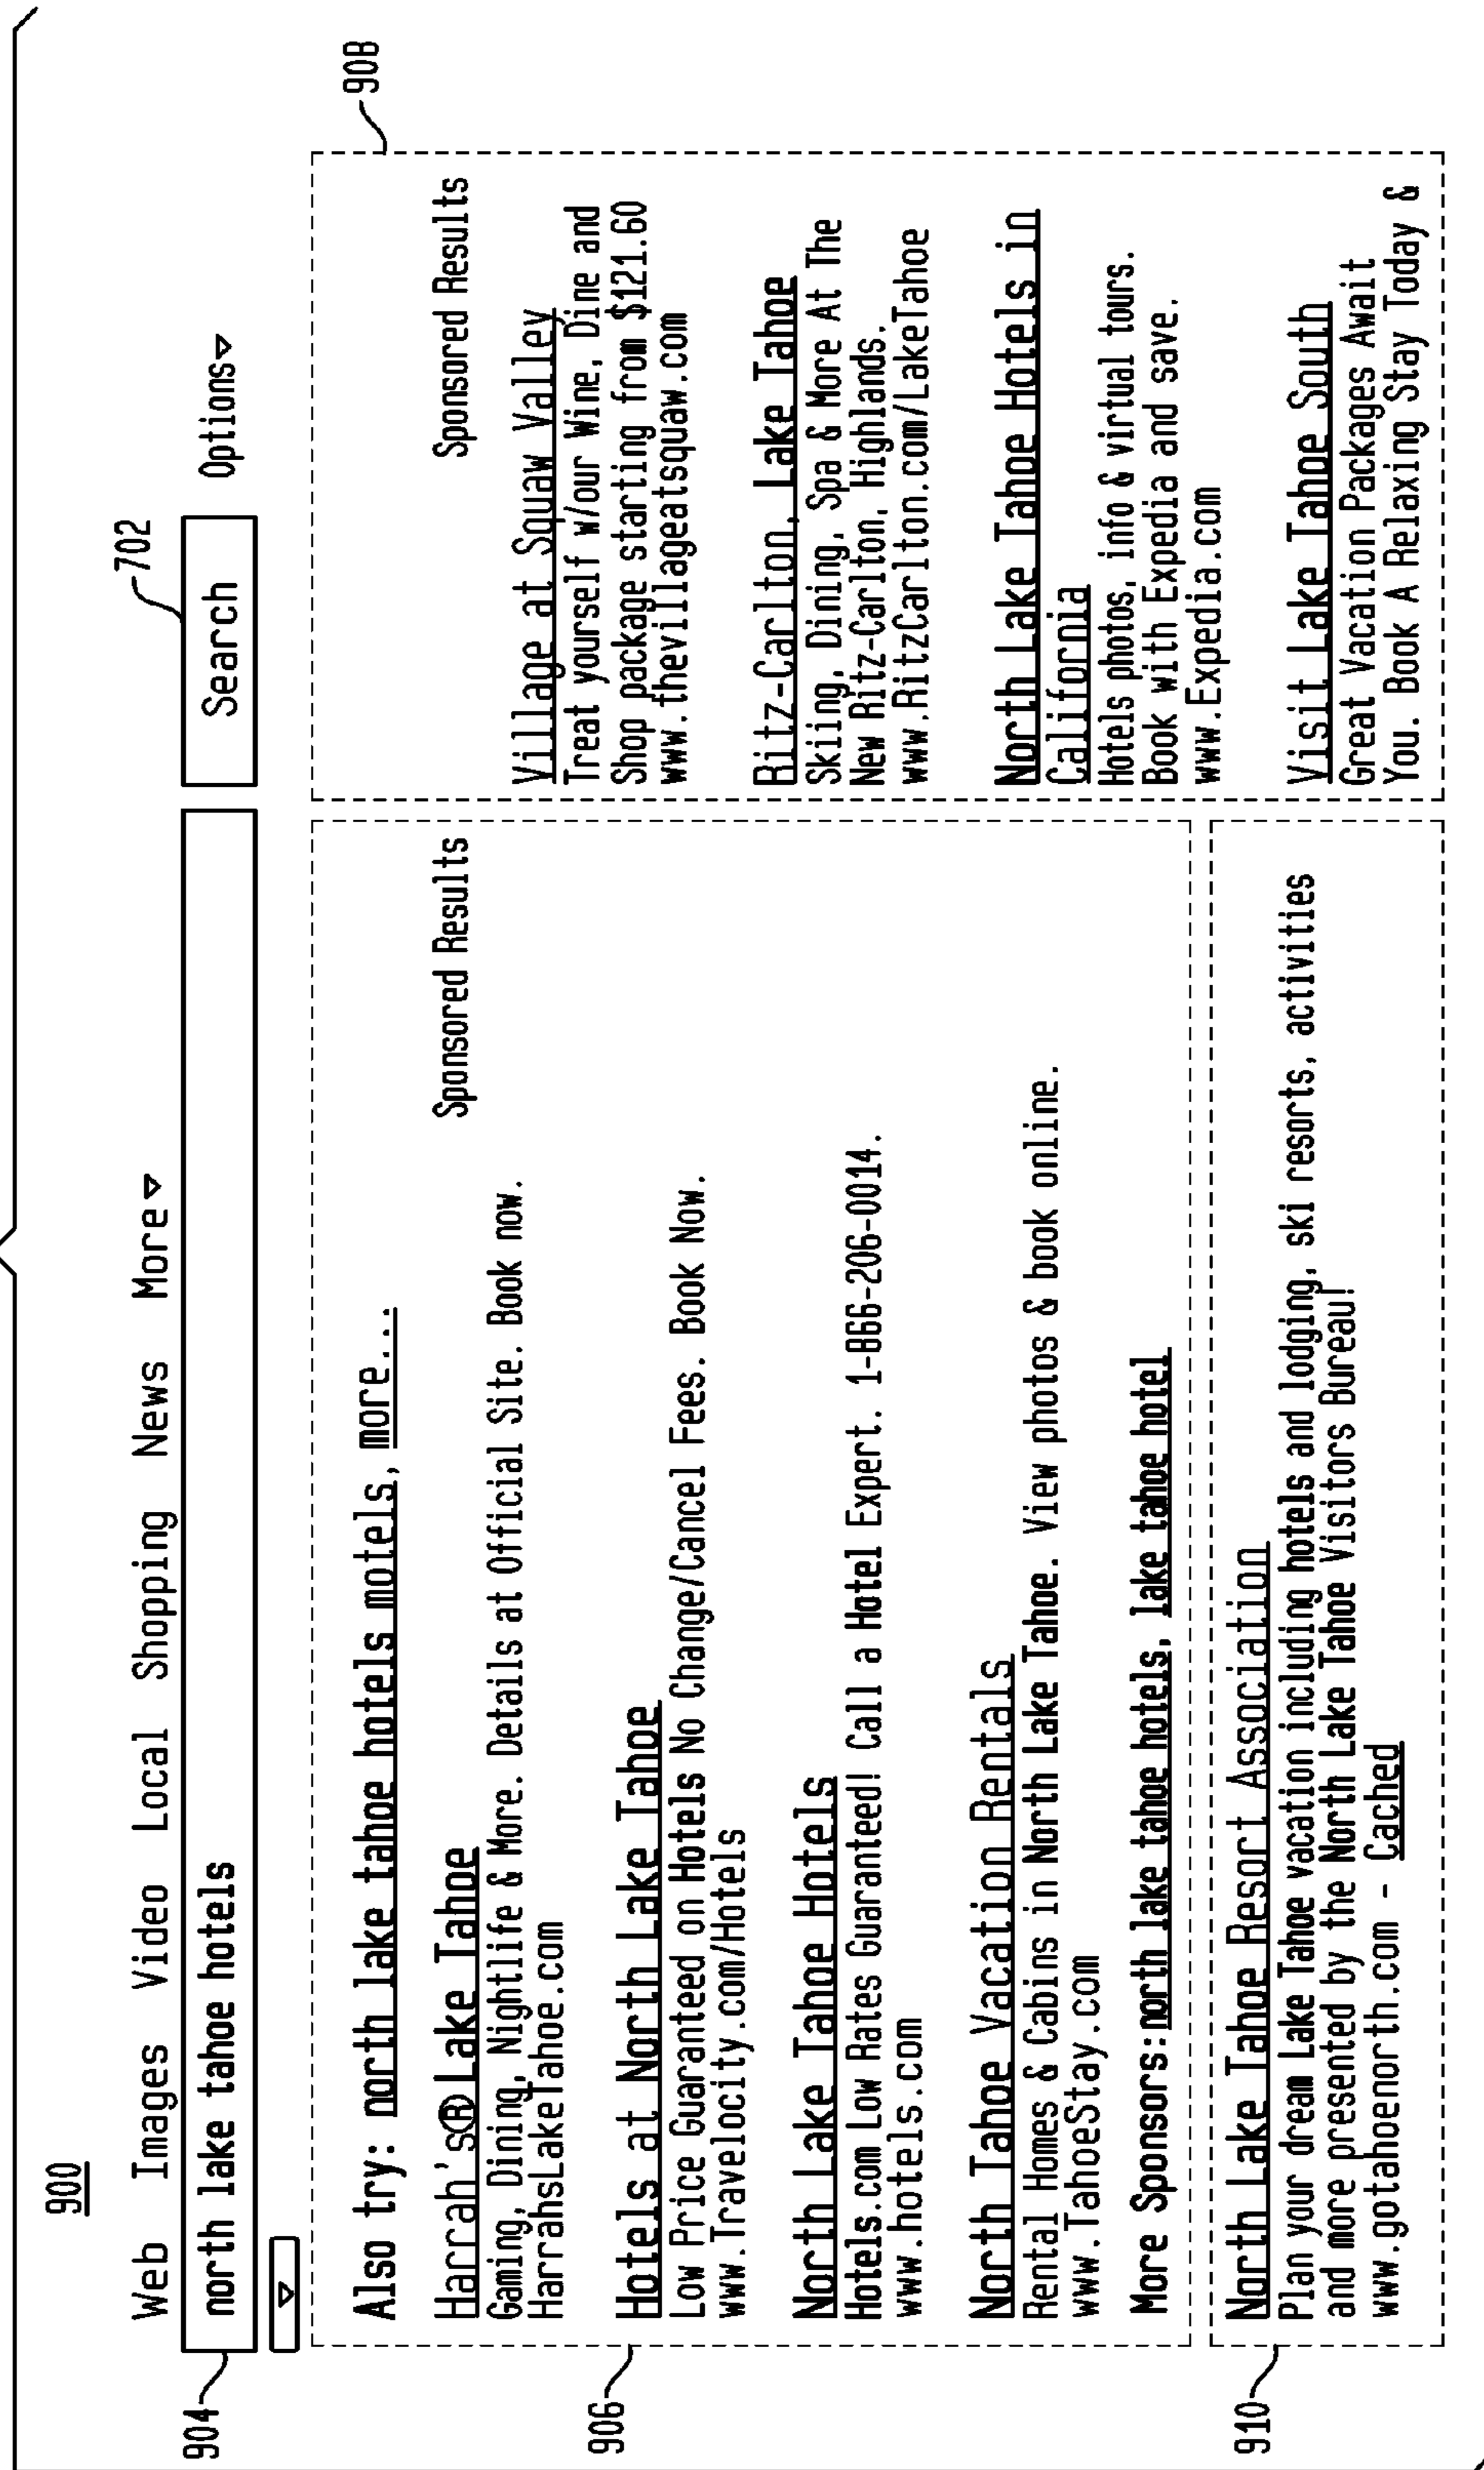 900
Web Images Video Local Shopping News More
904
north lake tahoe hotels
Search
702
Options
906
Also try: north lake tahoe hotels motels, more...
Sponsored Results
Harrah's® Lake Tahoe
Gaming, Dining, Nightlife & More. Details at Official Site. Book now.
HarrahsLakeTahoe.com
Hotels at North Lake Tahoe
Low Price Guaranteed on Hotels No Change/Cancel Fees. Book Now.
www.Travelocity.com/Hotels
North Lake Tahoe Hotels
Hotels.com Low Rates Guaranteed! Call a Hotel Expert. 1-866-206-0014.
www.hotels.com
North Tahoe Vacation Rentals
Rental Homes & Cabins in North Lake Tahoe. View photos & book online.
www.TahoeStay.com
More Sponsors:north lake tahoe hotels, lake tahoe hotel
908
Sponsored Results
Village at Squaw Valley
Treat yourself w/our Wine, Dine and
Shop package starting from $121.60
www.thevillageatsquaw.com
Ritz-Carlton, Lake Tahoe
Skiing, Dining, Spa & More At The
New Ritz-Carlton, Highlands.
www.RitzCarlton.com/LakeTahoe
North Lake Tahoe Hotels in
California
Hotels photos, info & virtual tours.
Book with Expedia and save.
www.Expedia.com
Visit Lake Tahoe South
Great Vacation Packages Await
You. Book A Relaxing Stay Today &
910
North Lake Tahoe Resort Association
Plan your dream Lake Tahoe vacation including hotels and lodging, ski resorts, activities
and more presented by the North Lake Tahoe Visitors Bureau!
www.gotahoenorth.com - Cached